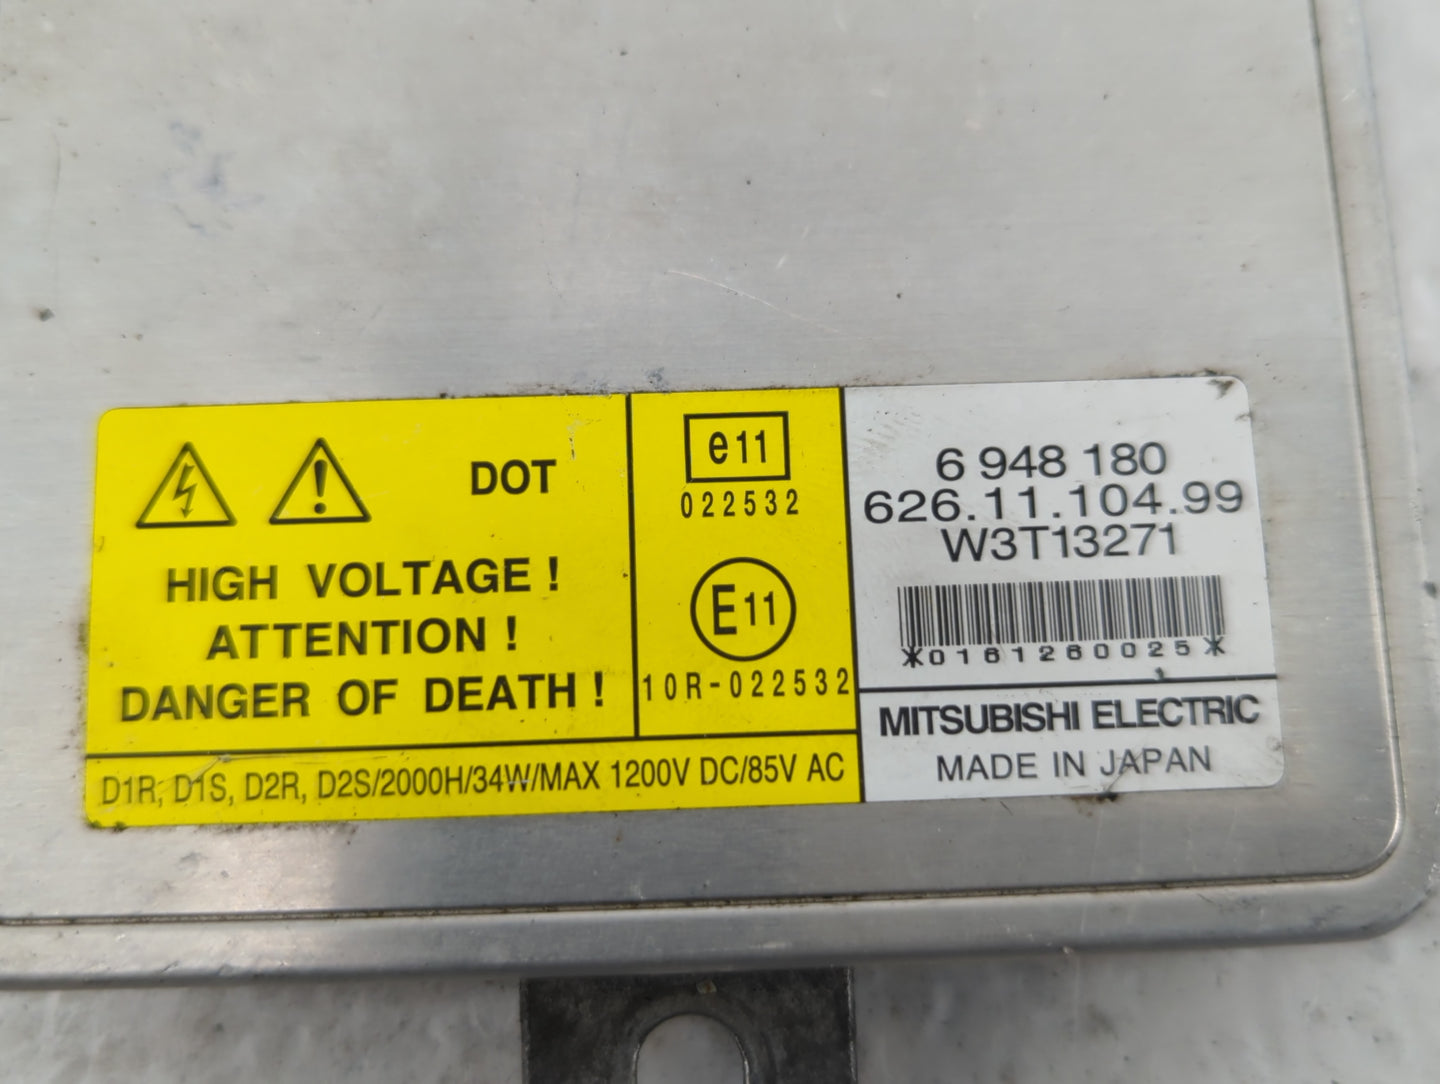 DOT
HIGH VOLTAGE !
ATTENTION !
DANGER OF DEATH !
D1R, D1S, D2R, D2S/2000H/34W/MAX 1200V DC/85V AC
e11
022532
E11
10R-022532
6 948 180
626.11.104.99
W3T13271
*0161260025*
MITSUBISHI ELECTRIC
MADE IN JAPAN